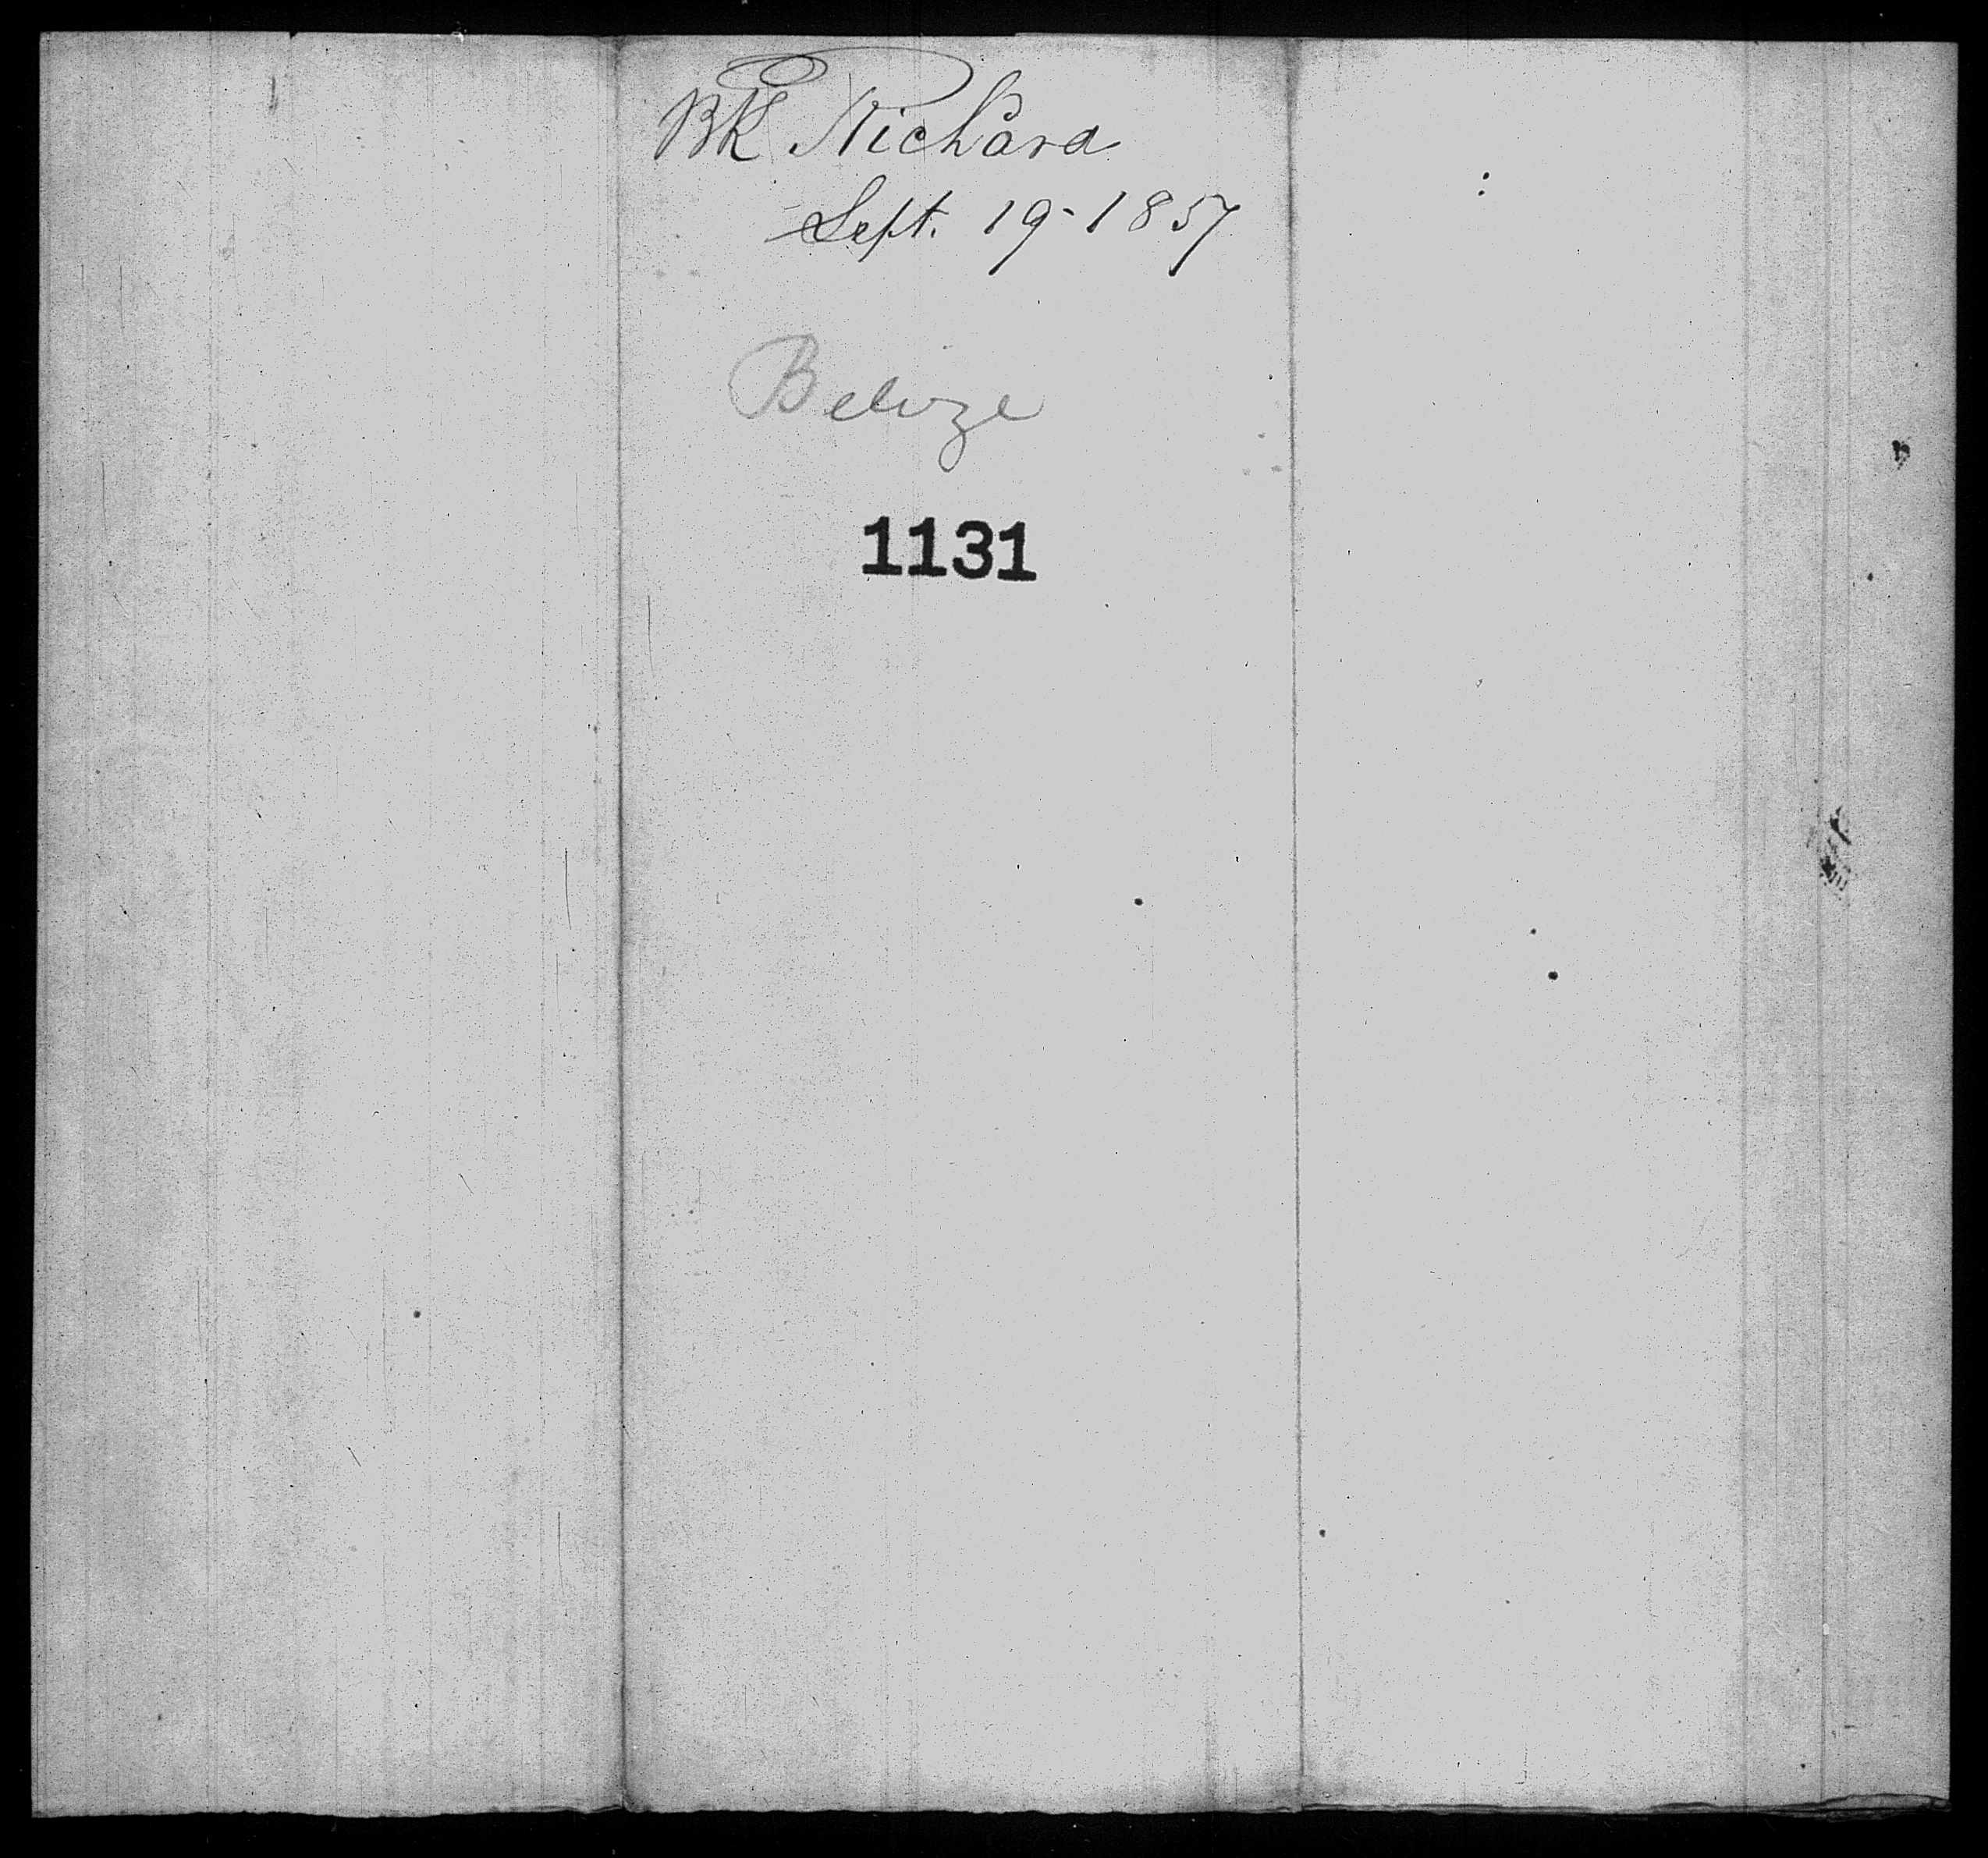 Bk Nichara
Sept. 19-1857
Belize
1131